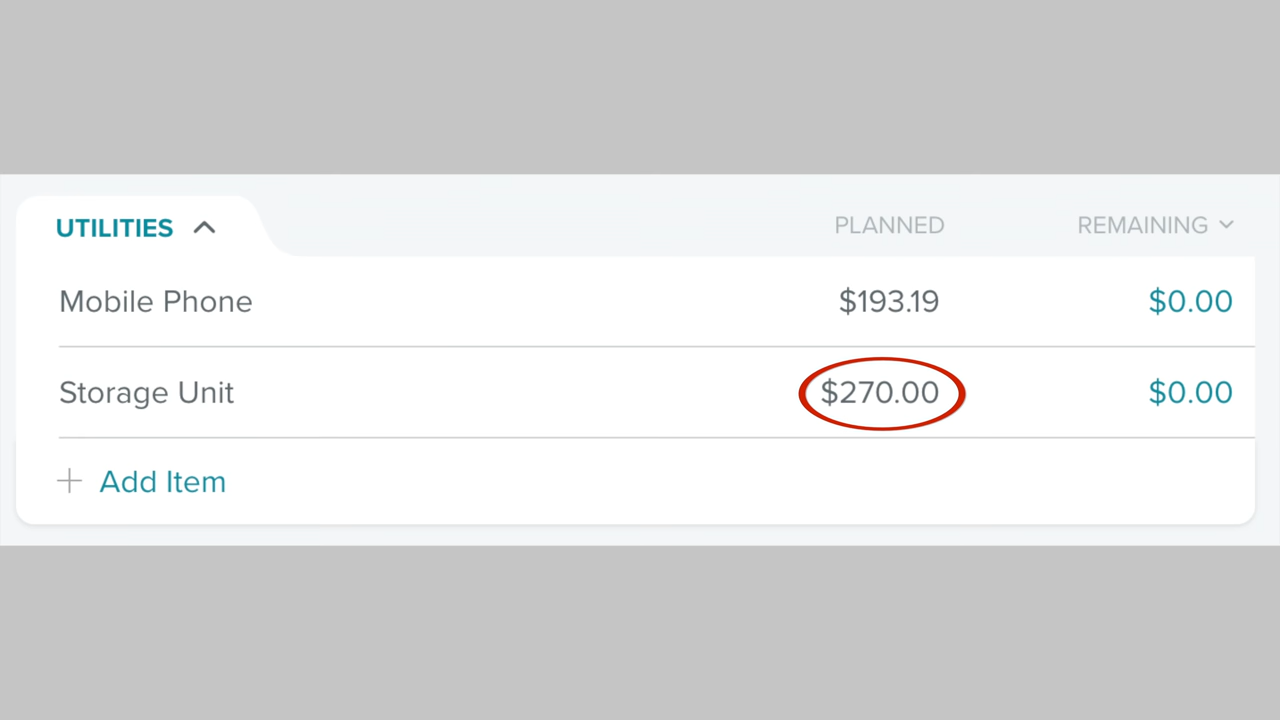 UTILITIES PLANNED REMAINING
Mobile Phone $193.19 $0.00
Storage Unit $270.00 $0.00
+ Add Item